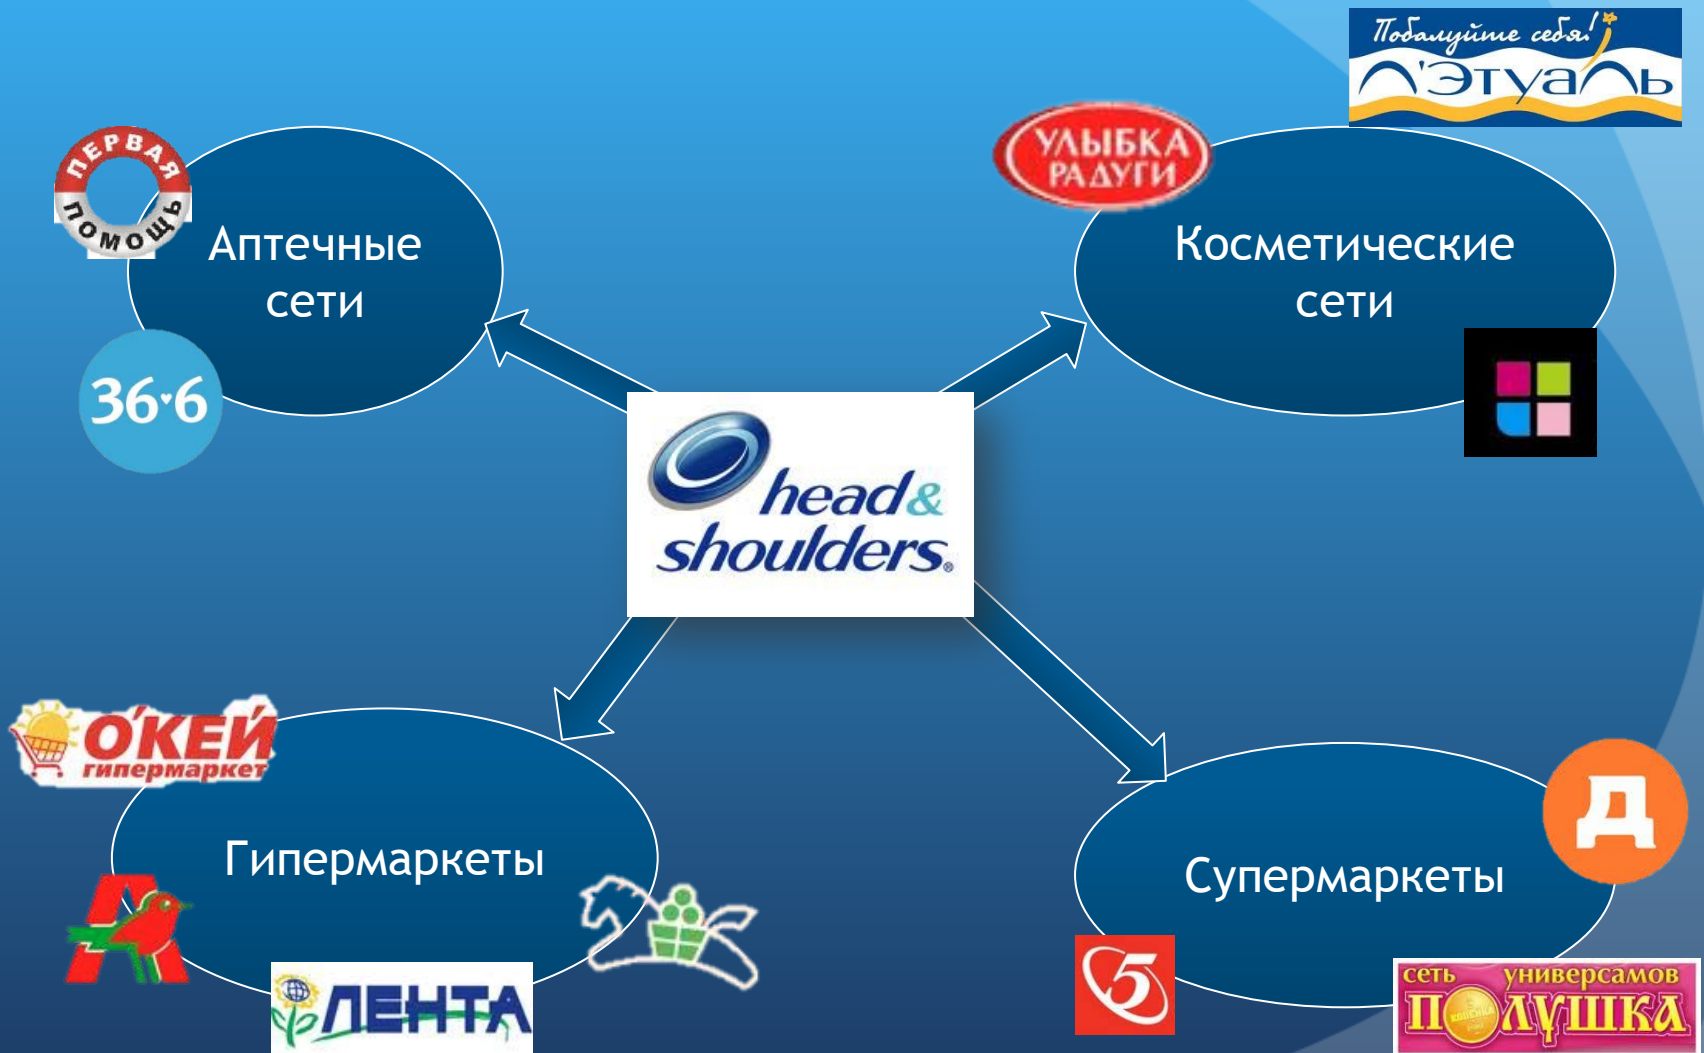 Побалуйте себя!
Л'Этуаль
ПЕРВАЯ
ПОМОЩЬ
УЛЫБКА
РАДУГИ
Аптечные
сети
Косметические
сети
36.6
head&
shoulders®
О'КЕЙ
гипермаркет
Гипермаркеты
Д
Супермаркеты
А
5
ЛЕНТА
сеть универсамов
ПОЛУШКА